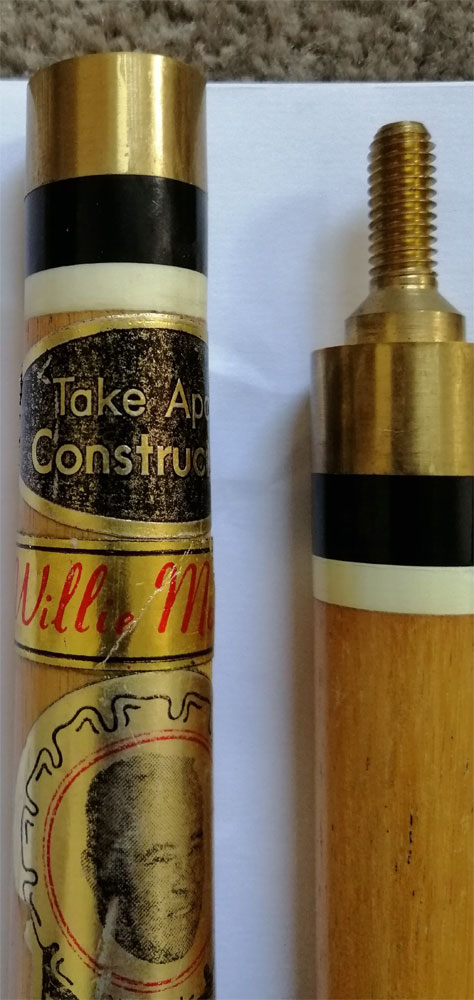 Take Apa
Construc
Willie M